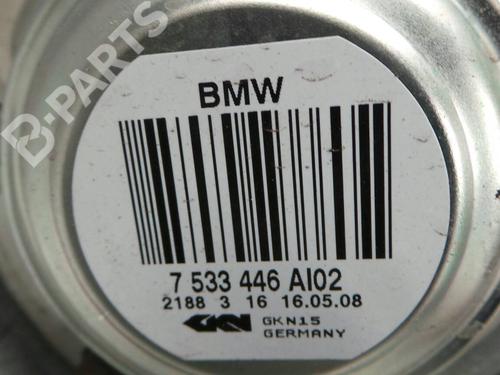 B-PARTS
BMW
7 533 446 AI02
2188 3 16 16.05.08
GKN GKN15
GERMANY